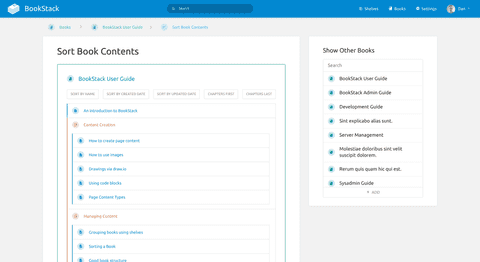 BookStack
Search
Shelves
Books
Settings
Dan
Books
BookStack User Guide
Sort Book Contents
Sort Book Contents
BookStack User Guide
SORT BY NAME
SORT BY CREATED DATE
SORT BY UPDATED DATE
CHAPTERS FIRST
CHAPTERS LAST
An introduction to BookStack
Content Creation
How to create page content
How to use images
Drawings via draw.io
Using code blocks
Page Content Types
Managing Content
Grouping books using shelves
Sorting a Book
Good book structure
Show Other Books
Search
BookStack User Guide
BookStack Admin Guide
Development Guide
Sint explicabo alias sunt.
Server Management
Molestiae doloribus sint velit
suscipit dolorem.
Rerum quis quam hic qui est.
Sysadmin Guide
+ ADD